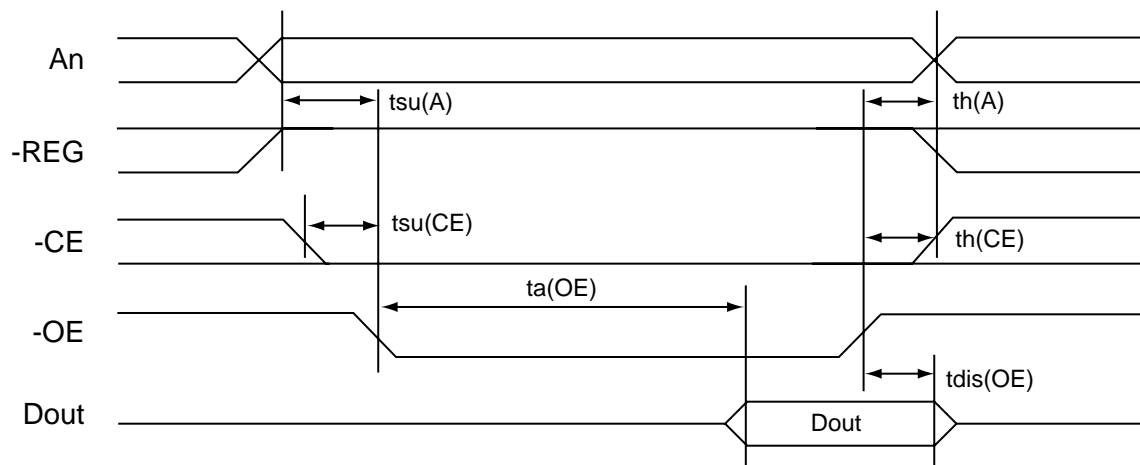 An
tsu(A)
th(A)
-REG
tsu(CE)
th(CE)
-CE
ta(OE)
-OE
tdis(OE)
Dout
Dout